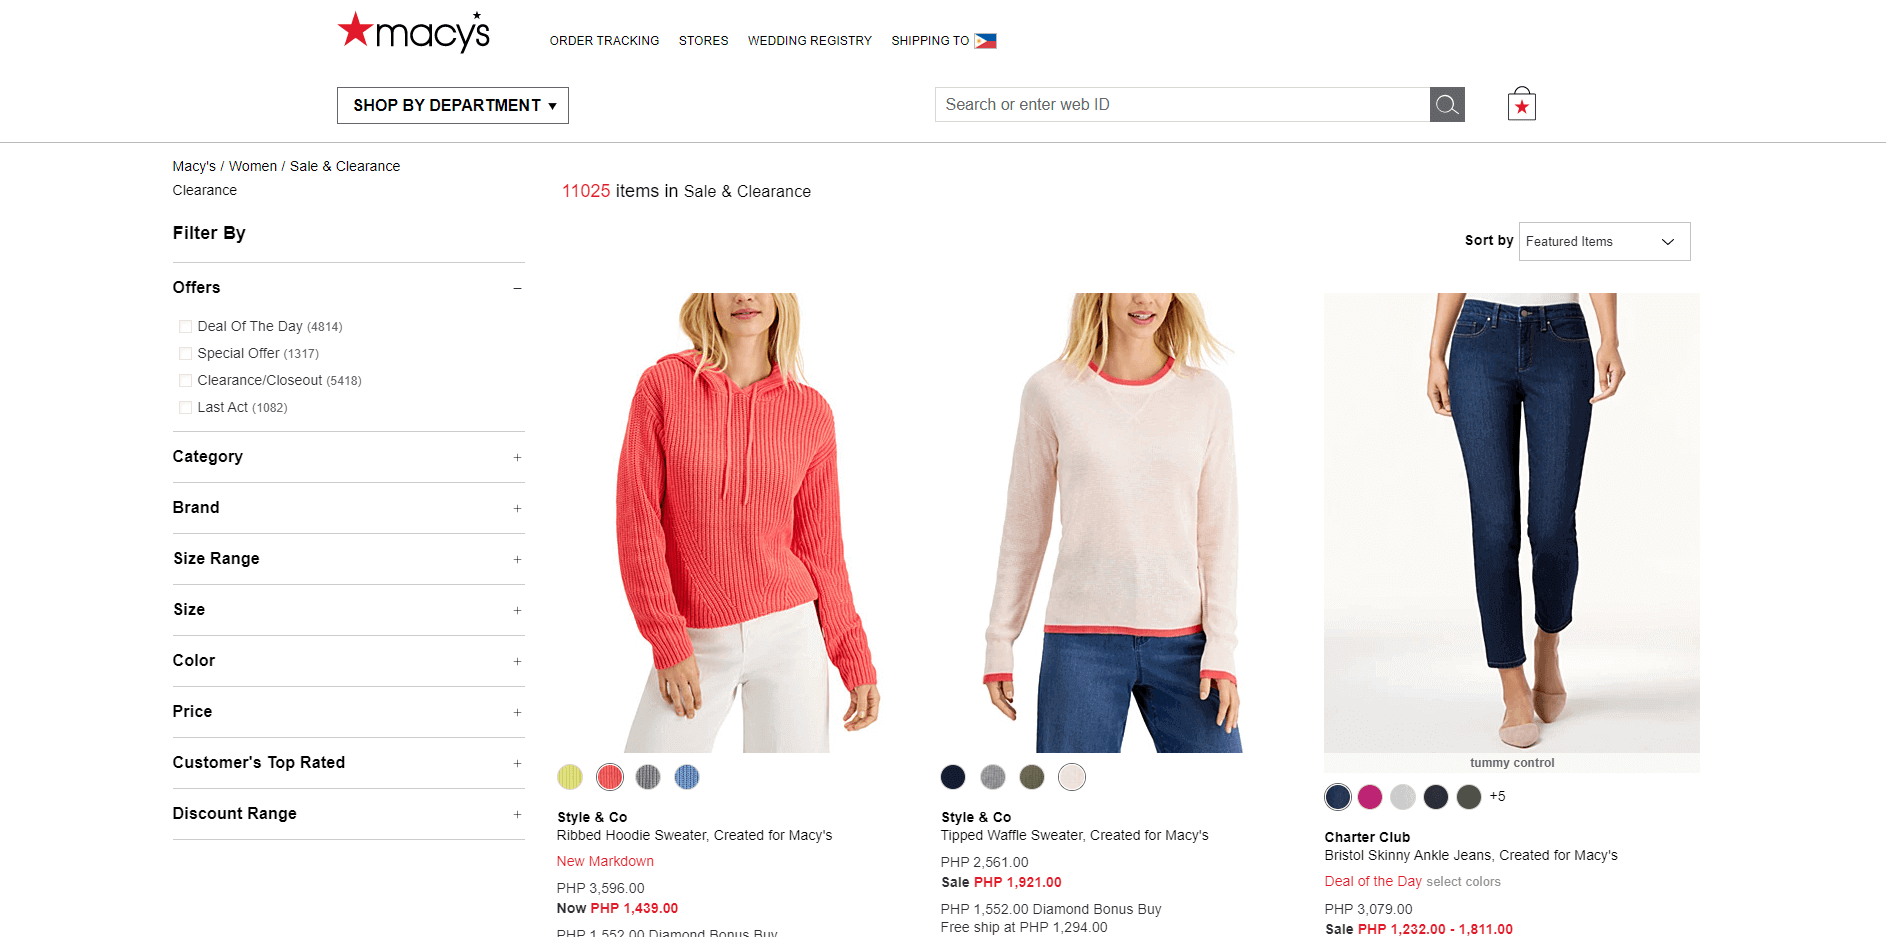 macy's
ORDER TRACKING STORES WEDDING REGISTRY SHIPPING TO
SHOP BY DEPARTMENT ▼
Search or enter web ID
Macy's / Women / Sale & Clearance
Clearance
11025 items in Sale & Clearance
Filter By
Sort by Featured Items
Offers −
Deal Of The Day (4814)
Special Offer (1317)
Clearance/Closeout (5418)
Last Act (1082)
Category +
Brand +
Size Range +
Size +
Color +
Price +
Customer's Top Rated +
Discount Range +
Style & Co
Ribbed Hoodie Sweater, Created for Macy's
New Markdown
PHP 3,596.00
Now PHP 1,439.00
PHP 1,552.00 Diamond Bonus Buy
Style & Co
Tipped Waffle Sweater, Created for Macy's
PHP 2,561.00
Sale PHP 1,921.00
PHP 1,552.00 Diamond Bonus Buy
Free ship at PHP 1,294.00
tummy control
+5
Charter Club
Bristol Skinny Ankle Jeans, Created for Macy's
Deal of the Day select colors
PHP 3,079.00
Sale PHP 1,232.00 - 1,811.00